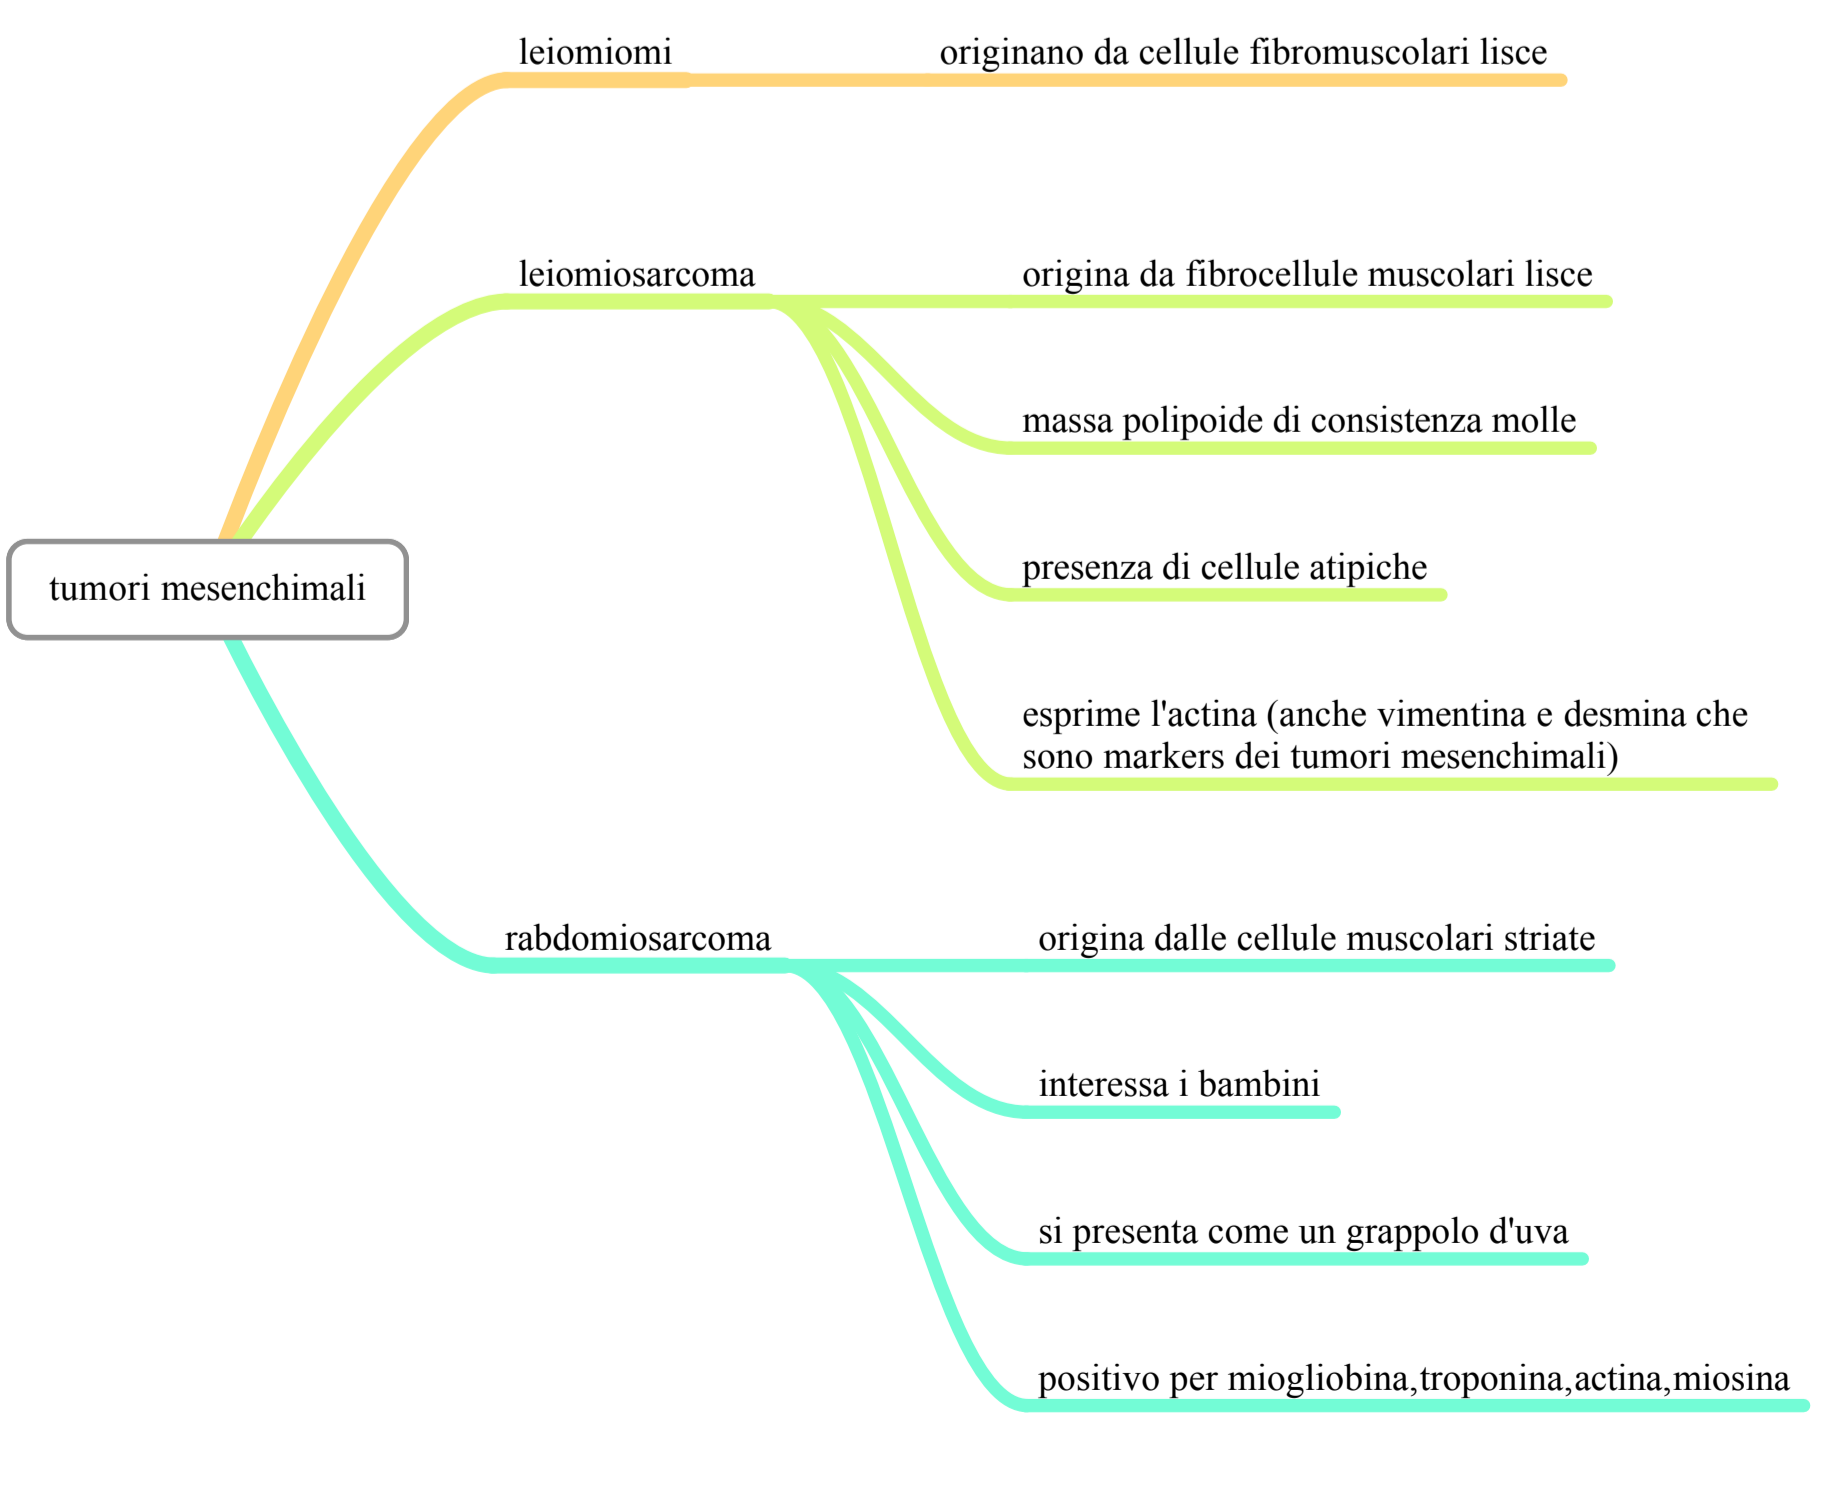 leiomiomi
originano da cellule fibromuscolari lisce
leiomiosarcoma
origina da fibrocellule muscolari lisce
massa polipoide di consistenza molle
presenza di cellule atipiche
esprime l'actina (anche vimentina e desmina che
sono markers dei tumori mesenchimali)
tumori mesenchimali
rabdomiosarcoma
origina dalle cellule muscolari striate
interessa i bambini
si presenta come un grappolo d'uva
positivo per miogliobina,troponina,actina,miosina